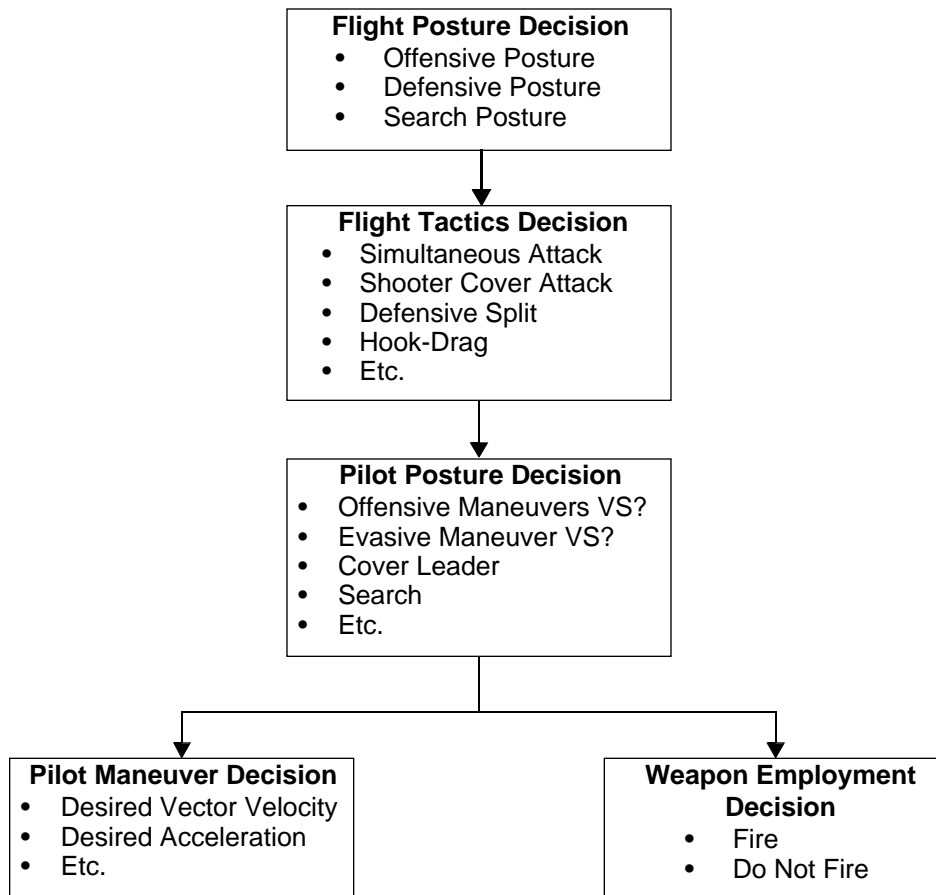 Flight Posture Decision
• Offensive Posture
• Defensive Posture
• Search Posture
Flight Tactics Decision
• Simultaneous Attack
• Shooter Cover Attack
• Defensive Split
• Hook-Drag
• Etc.
Pilot Posture Decision
• Offensive Maneuvers VS?
• Evasive Maneuver VS?
• Cover Leader
• Search
• Etc.
Pilot Maneuver Decision
• Desired Vector Velocity
• Desired Acceleration
• Etc.
Weapon Employment
Decision
• Fire
• Do Not Fire